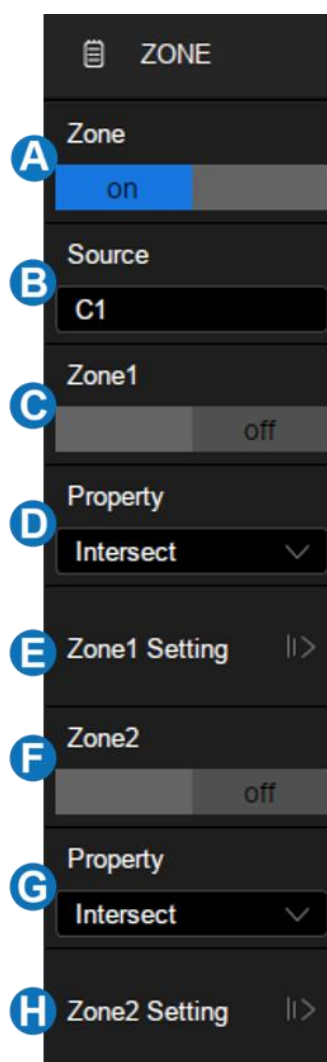 ZONE
Zone
A
on
Source
B
C1
Zone1
C
off
Property
D
Intersect
E Zone1 Setting
Zone2
F
off
Property
G
Intersect
H Zone2 Setting